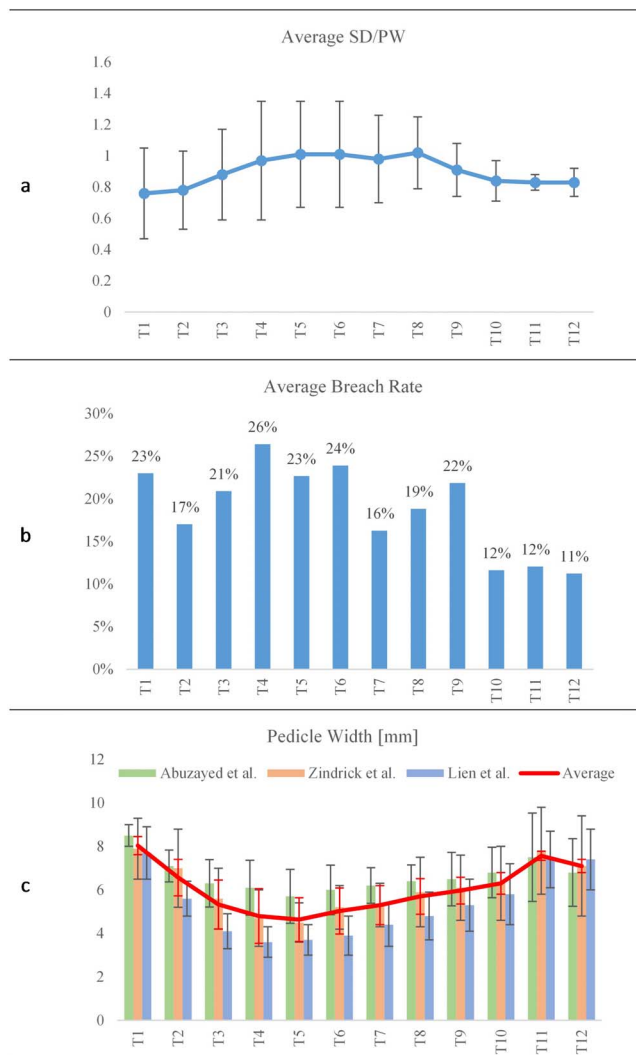 a
Average SD/PW
1.6
1.4
1.2
1
0.8
0.6
0.4
0.2
0
T1 T2 T3 T4 T5 T6 T7 T8 T9 T10 T11 T12
b
Average Breach Rate
30%
25%
20%
15%
10%
5%
0%
23% 17% 21% 26% 23% 24% 16% 19% 22% 12% 12% 11%
T1 T2 T3 T4 T5 T6 T7 T8 T9 T10 T11 T12
c
Pedicle Width [mm]
Abuzayed et al. Zindrick et al. Lien et al. Average
12
10
8
6
4
2
0
T1 T2 T3 T4 T5 T6 T7 T8 T9 T10 T11 T12